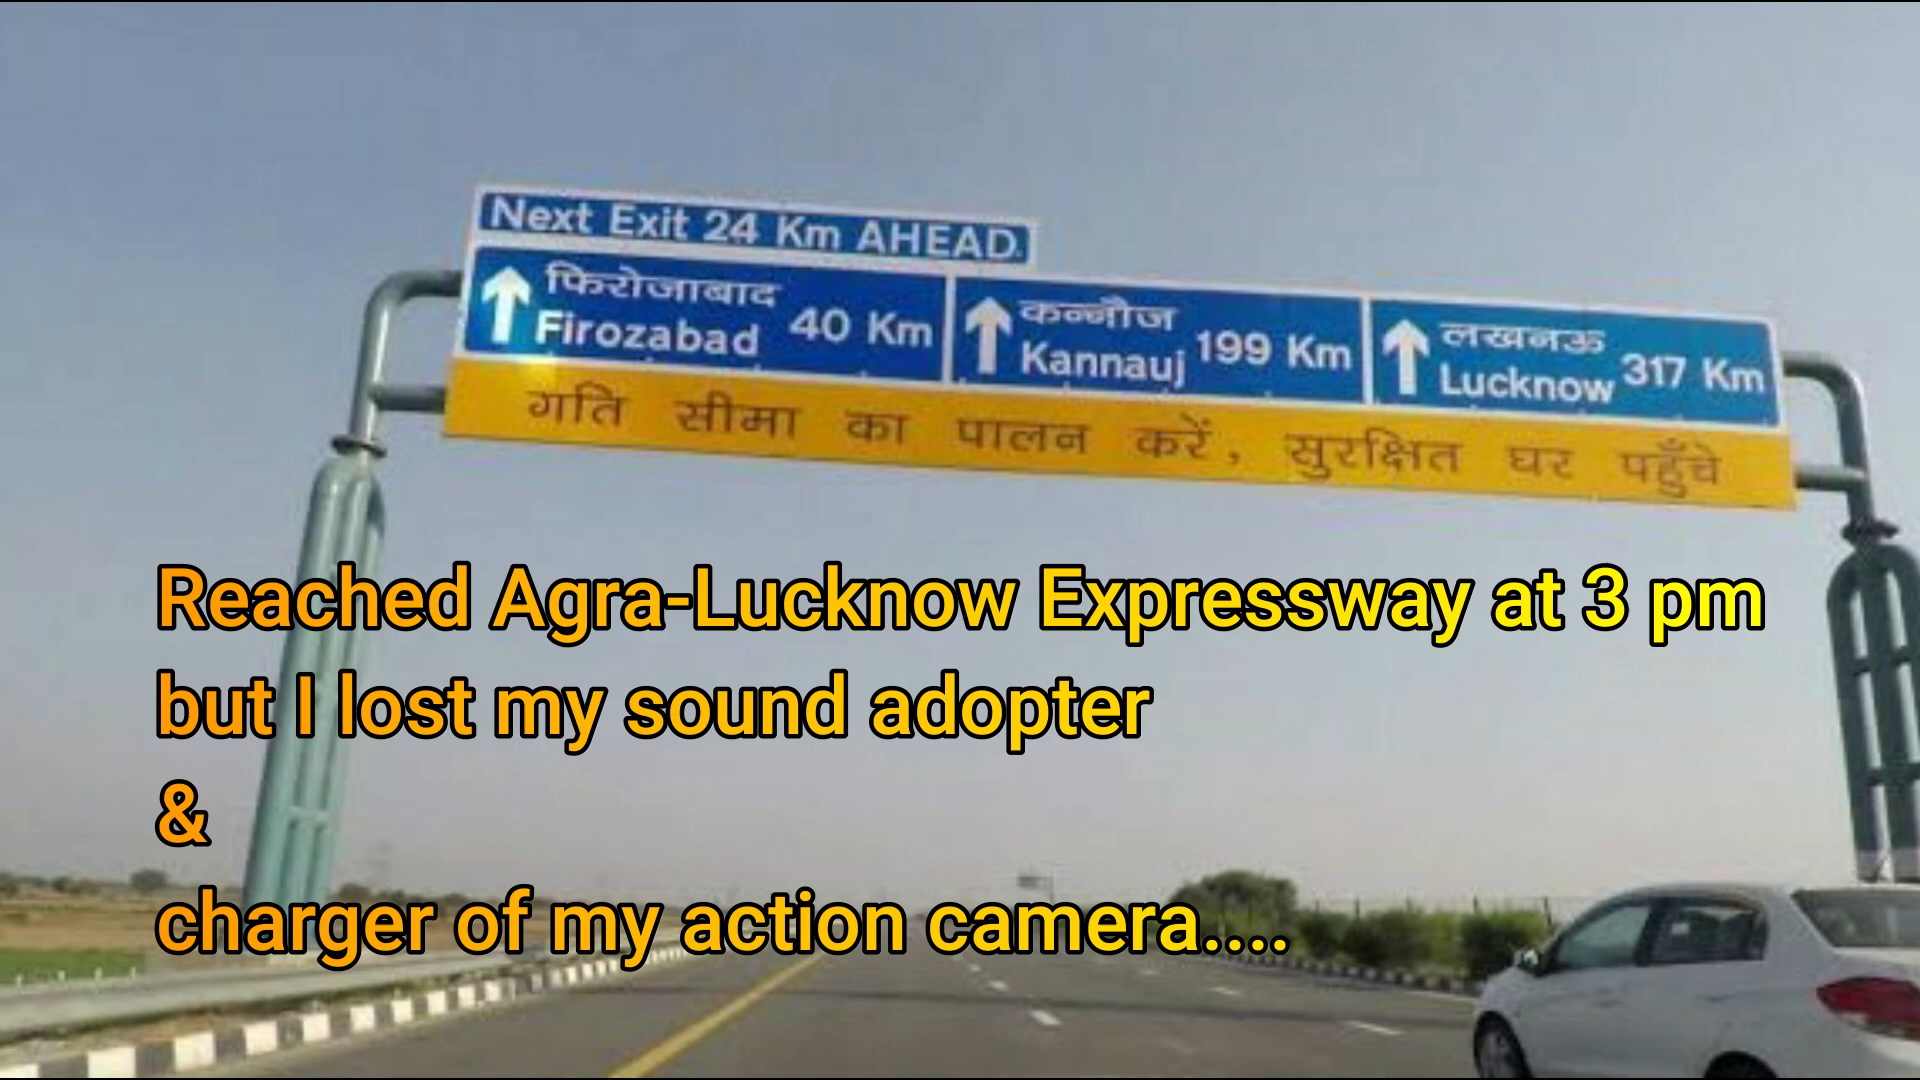 Next Exit 24 Km AHEAD.
फिरोजाबाद
Firozabad 40 Km
कन्नौज
Kannauj 199 Km
लखनऊ
Lucknow 317 Km
गति सीमा का पालन करें, सुरक्षित घर पहुँचे
Reached Agra-Lucknow Expressway at 3 pm
but I lost my sound adopter
&
charger of my action camera....